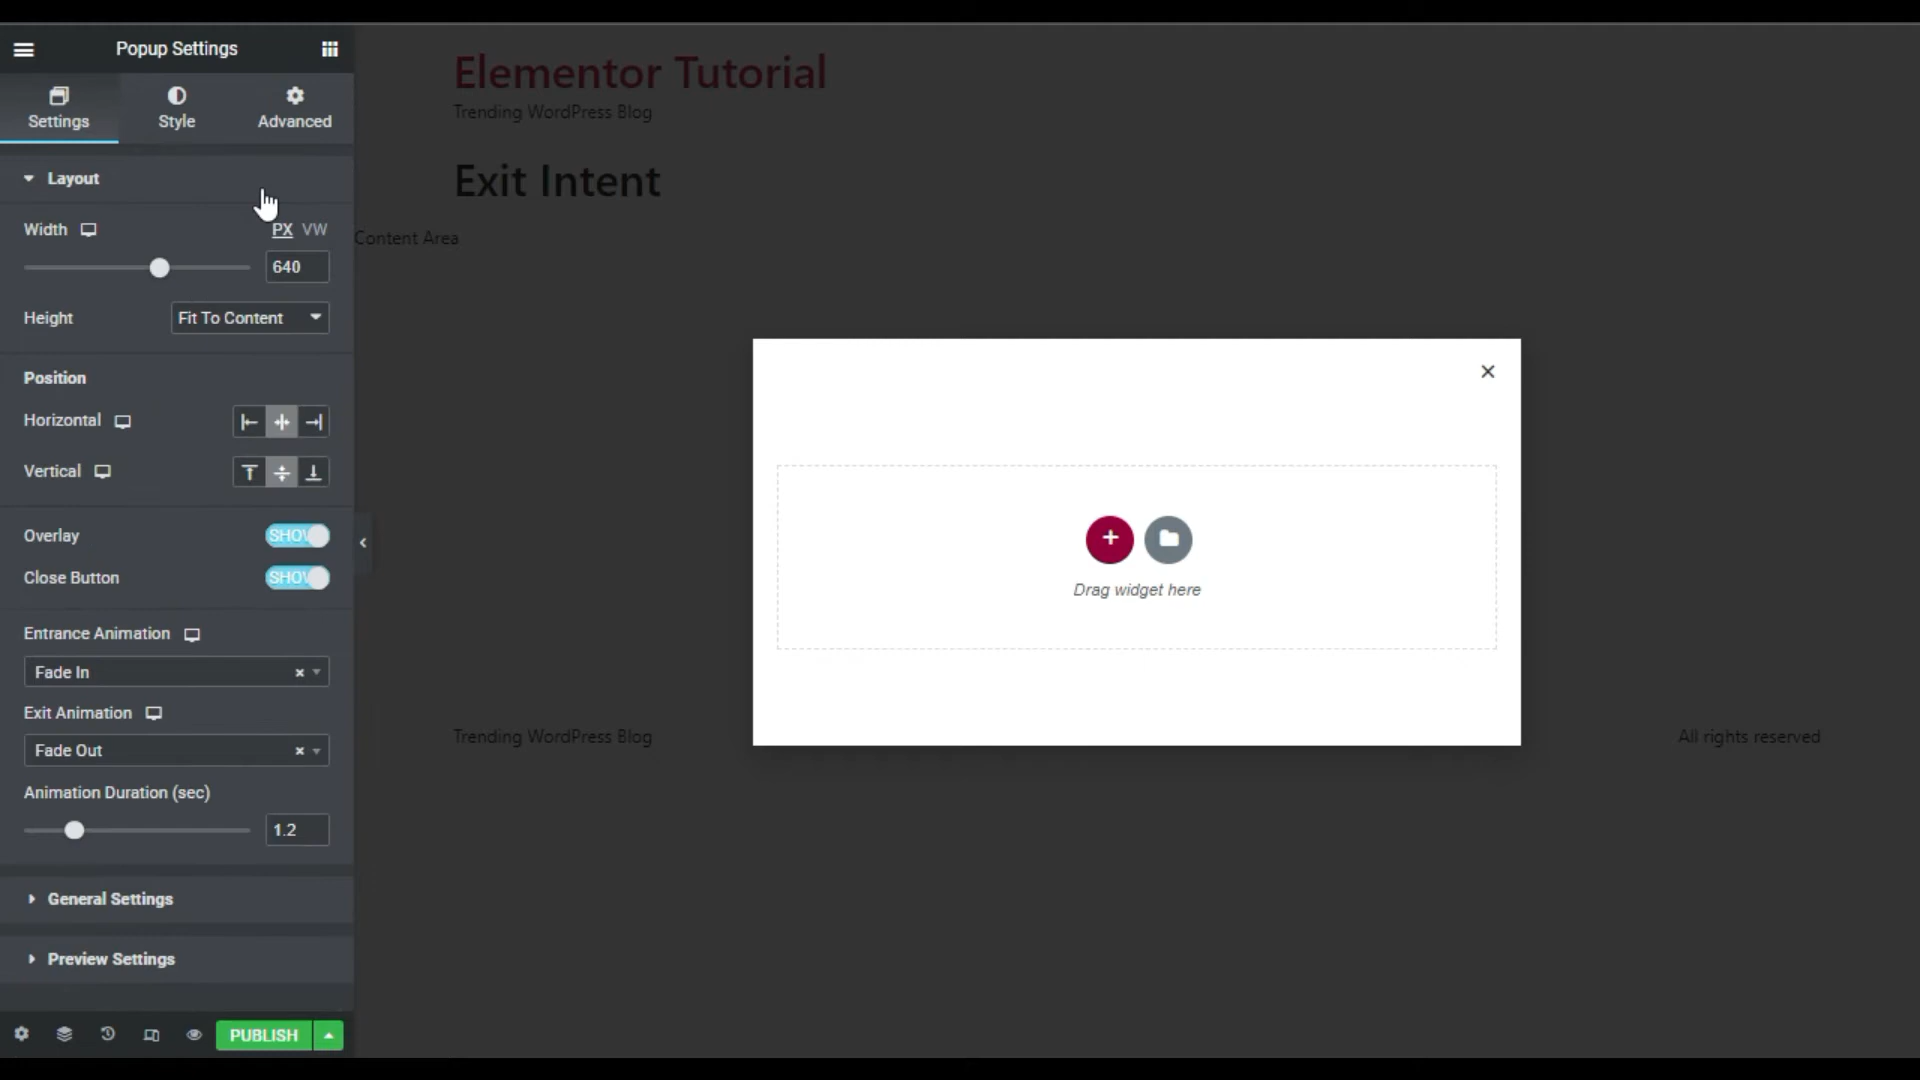 Popup Settings
Settings
Style
Advanced
Layout
Width
PX VW
640
Height
Fit To Content
Position
Horizontal
Vertical
Overlay
SHOW
Close Button
SHOW
Entrance Animation
Fade In
Exit Animation
Fade Out
Animation Duration (sec)
1.2
General Settings
Preview Settings
PUBLISH
Elementor Tutorial
Trending WordPress Blog
Exit Intent
Content Area
Drag widget here
Trending WordPress Blog
All rights reserved